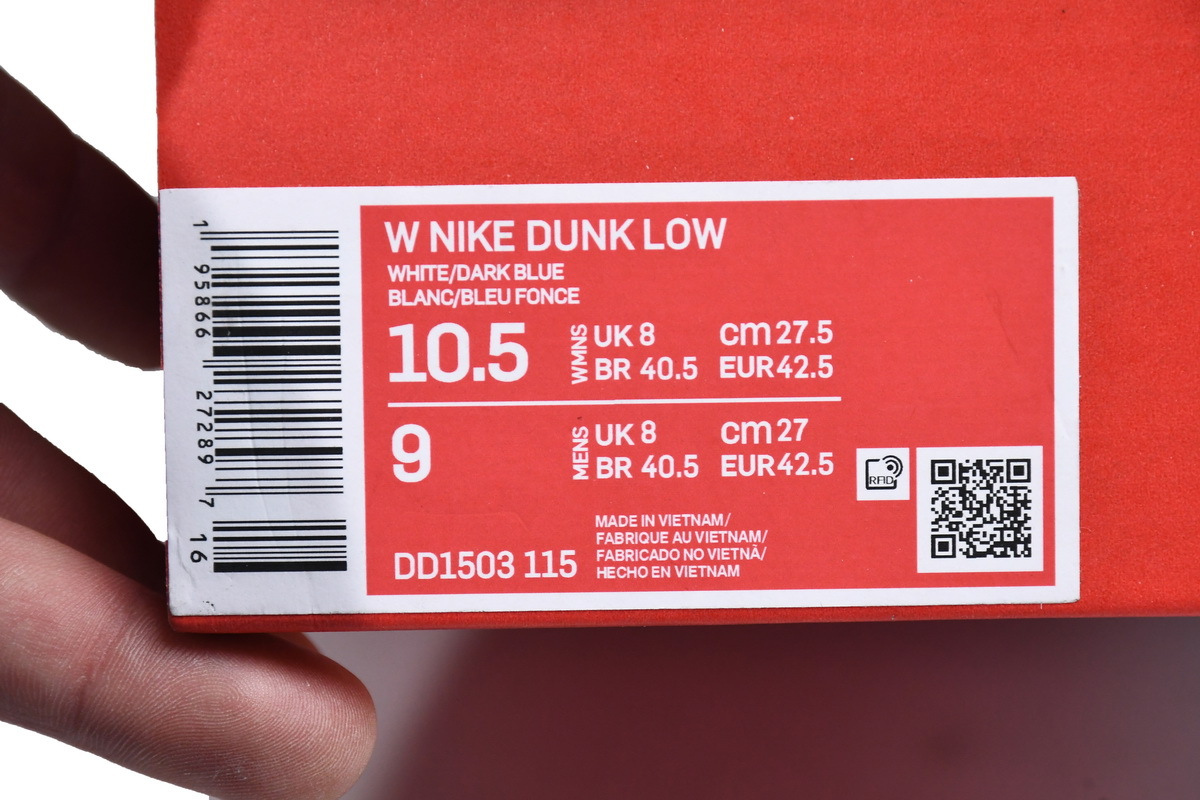 W NIKE DUNK LOW
WHITE/DARK BLUE
BLANC/BLEU FONCE
10.5 WMNS UK 8 cm 27.5
BR 40.5 EUR 42.5
9 MENS UK 8 cm 27
BR 40.5 EUR 42.5
RFID
MADE IN VIETNAM/
FABRIQUE AU VIETNAM/
FABRICADO NO VIETNÃ/
HECHO EN VIETNAM
DD1503 115
1 95866 27289 7 16